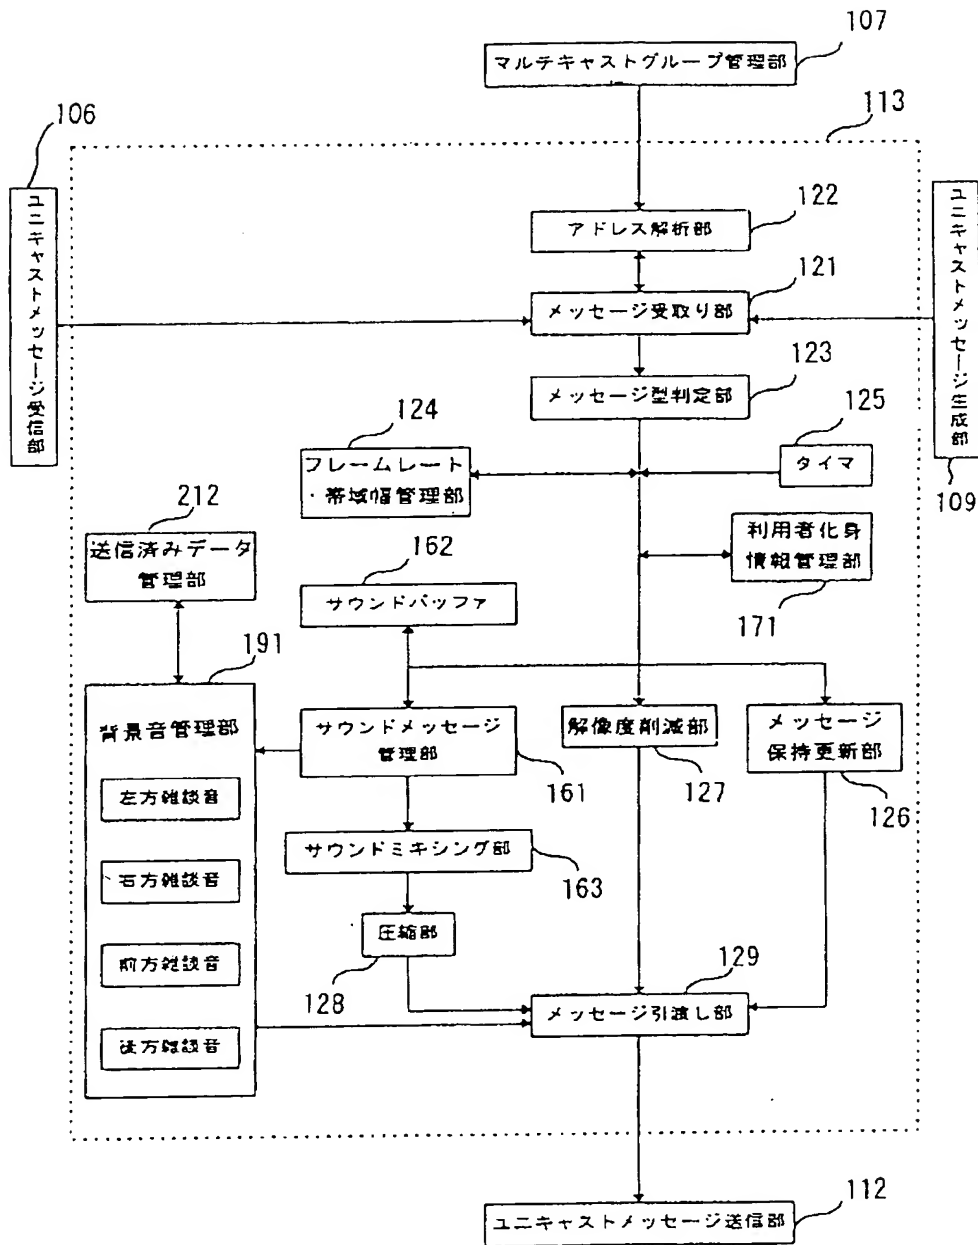 107
マルチキャストグループ管理部
106
113
ユニキャストメッセージ受信部
ユニキャストメッセージ生成部
122
アドレス解析部
121
メッセージ受取り部
123
メッセージ型判定部
124
125
フレームレート
・帯域幅管理部
タイマ
109
212
送信済みデータ
管理部
162
サウンドバッファ
利用者化身
情報管理部
171
191
背景音管理部
サウンドメッセージ
管理部
解像度削減部
メッセージ
保持更新部
161
127
126
左方雑談音
サウンドミキシング部
163
右方雑談音
圧縮部
128
129
前方雑談音
メッセージ引渡し部
後方雑談音
112
ユニキャストメッセージ送信部